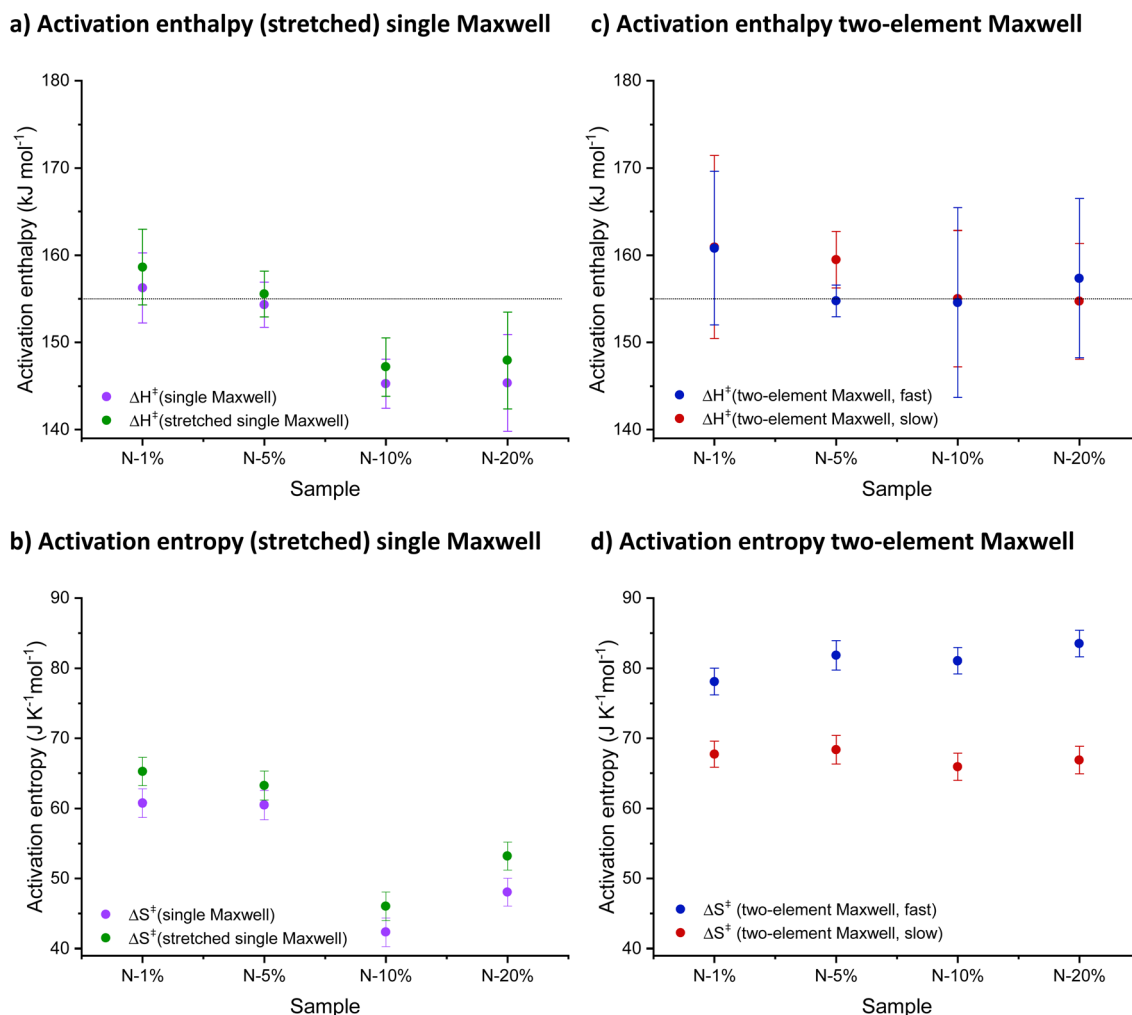 a) Activation enthalpy (stretched) single Maxwell
180
170
160
150
140
Activation enthalpy (kJ mol⁻¹)
ΔH‡(single Maxwell)
ΔH‡(stretched single Maxwell)
N-1% N-5% N-10% N-20%
Sample
c) Activation enthalpy two-element Maxwell
180
170
160
150
140
Activation enthalpy (kJ mol⁻¹)
ΔH‡(two-element Maxwell, fast)
ΔH‡(two-element Maxwell, slow)
N-1% N-5% N-10% N-20%
Sample
b) Activation entropy (stretched) single Maxwell
90
80
70
60
50
40
Activation entropy (J K⁻¹mol⁻¹)
ΔS‡(single Maxwell)
ΔS‡(stretched single Maxwell)
N-1% N-5% N-10% N-20%
Sample
d) Activation entropy two-element Maxwell
90
80
70
60
50
40
Activation entropy (J K⁻¹mol⁻¹)
ΔS‡ (two-element Maxwell, fast)
ΔS‡ (two-element Maxwell, slow)
N-1% N-5% N-10% N-20%
Sample